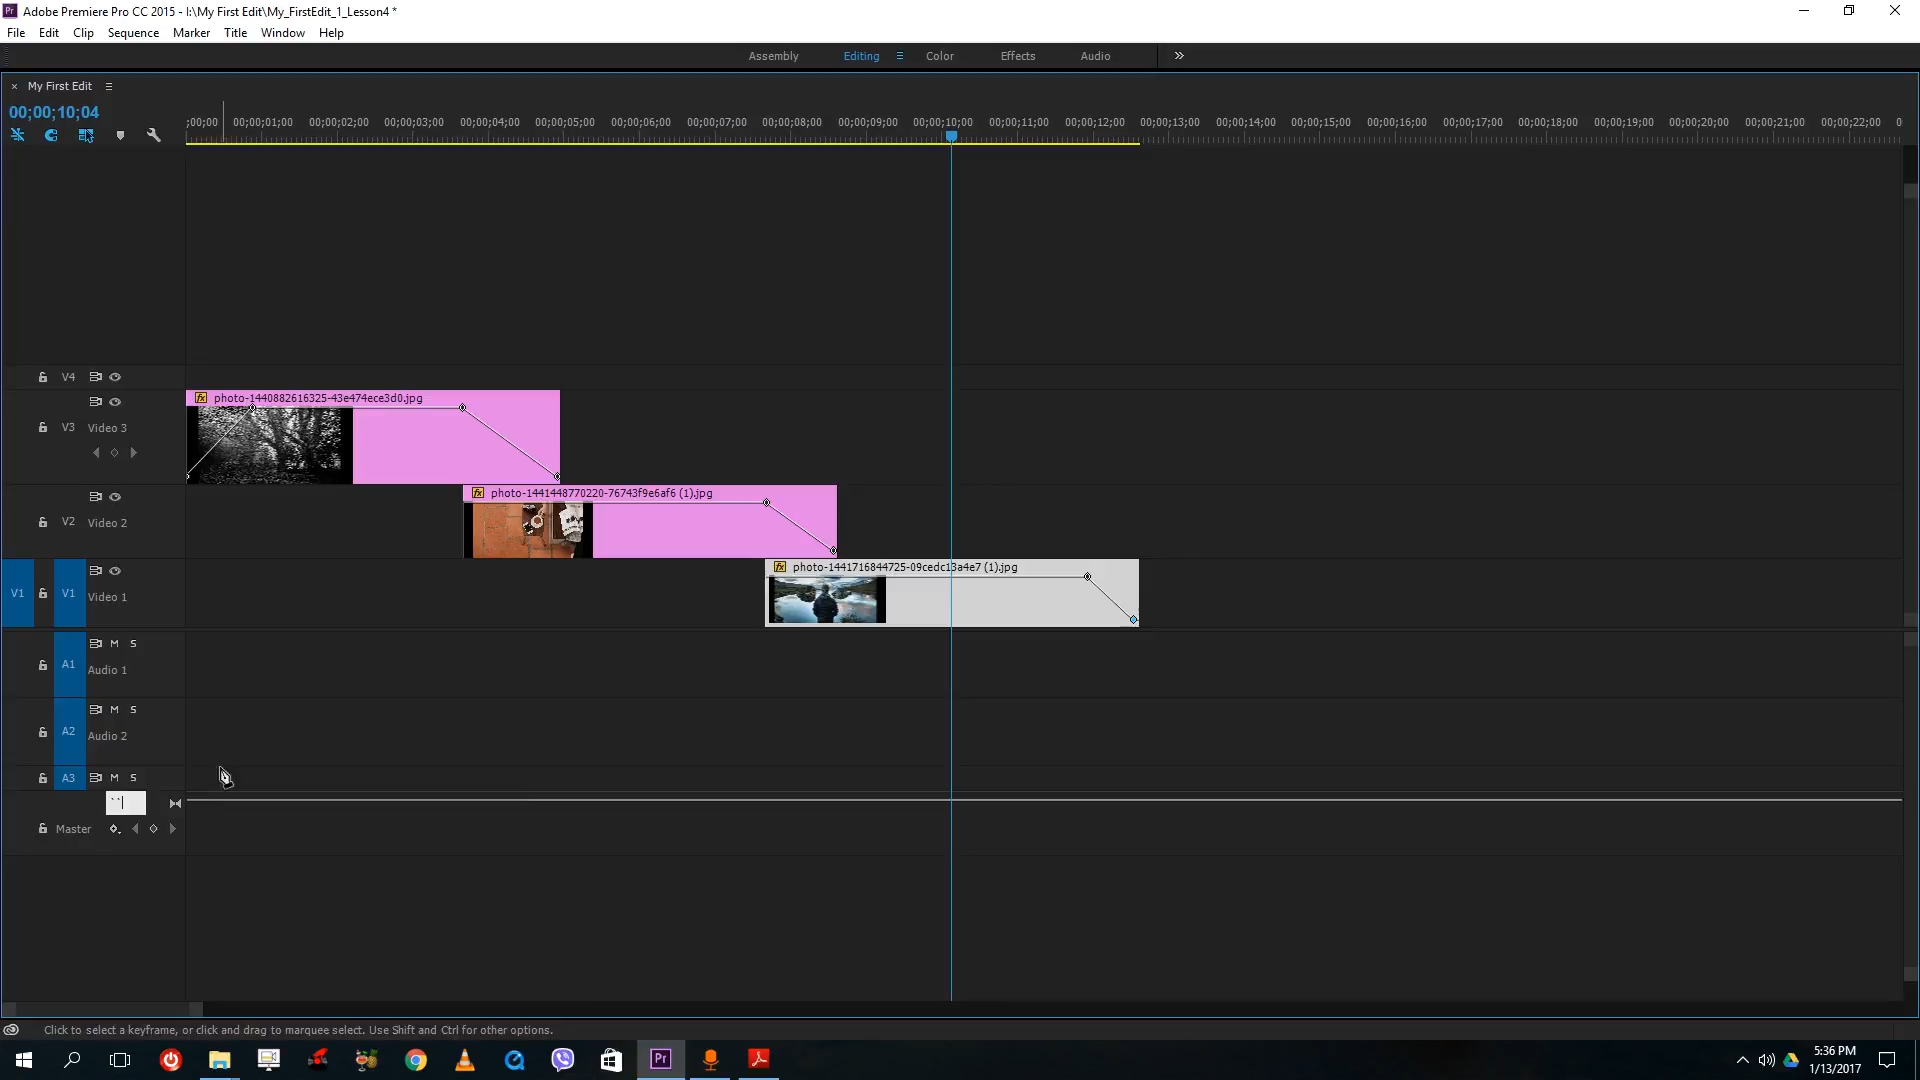 Adobe Premiere Pro CC 2015 - I:\My First Edit\My_FirstEdit_1_Lesson4 *
File Edit Clip Sequence Marker Title Window Help
Assembly Editing Color Effects Audio
My First Edit
00;00;10;04
;00;00 00;00;01;00 00;00;02;00 00;00;03;00 00;00;04;00 00;00;05;00 00;00;06;00 00;00;07;00 00;00;08;00 00;00;09;00 00;00;10;00 00;00;11;00 00;00;12;00 00;00;13;00 00;00;14;00 00;00;15;00 00;00;16;00 00;00;17;00 00;00;18;00 00;00;19;00 00;00;20;00 00;00;21;00 00;00;22;00 0
V4
fx photo-1440882616325-43e474ece3d0.jpg
V3 Video 3
fx photo-1441448770220-76743f9e6af6 (1).jpg
V2 Video 2
fx photo-1441716844725-09cedc13a4e7 (1).jpg
V1 V1 Video 1
M S
A1 Audio 1
M S
A2 Audio 2
A3 M S
``
Master
Click to select a keyframe, or click and drag to marquee select. Use Shift and Ctrl for other options.
Pr
5:36 PM
1/13/2017